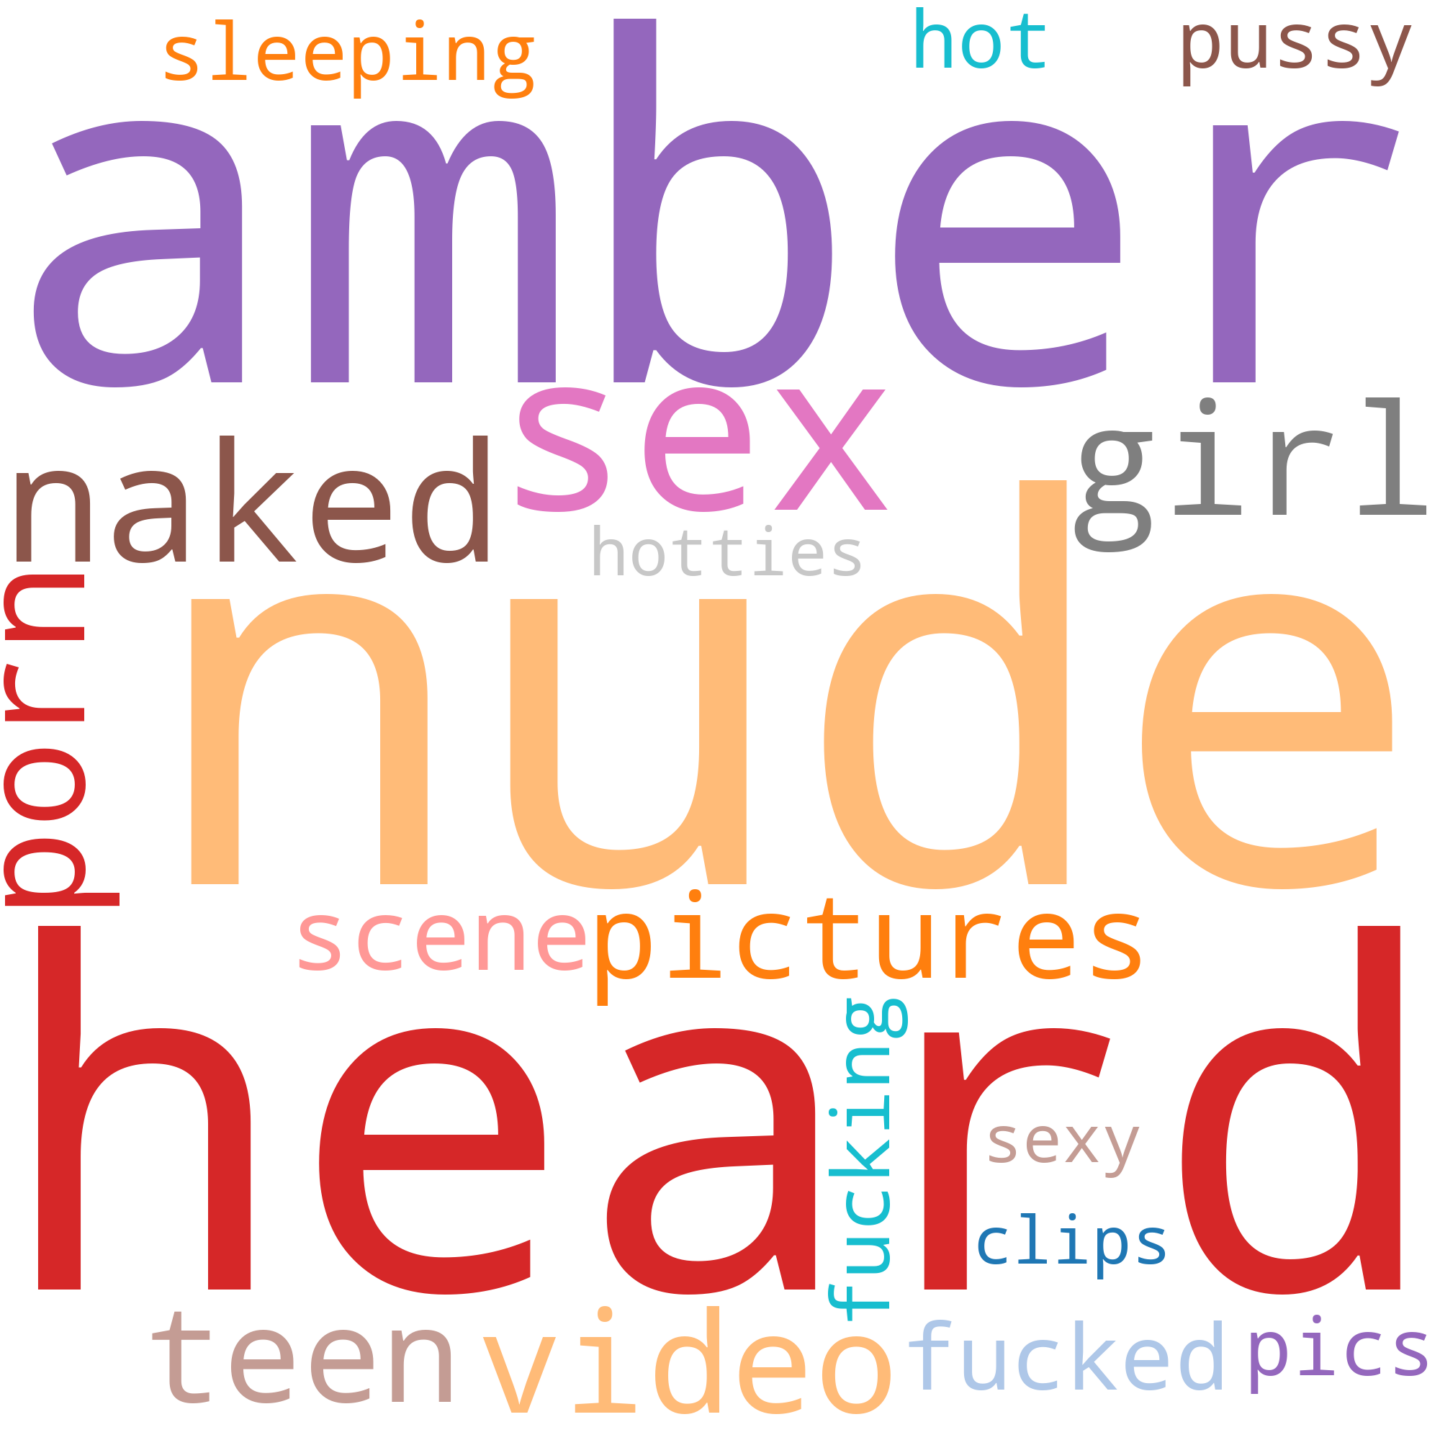 sleeping
hot
pussy
amber
sex
girl
naked
hotties
nude
porn
scene
pictures
heard
fucking
sexy
clips
teen
video
fucked
pics